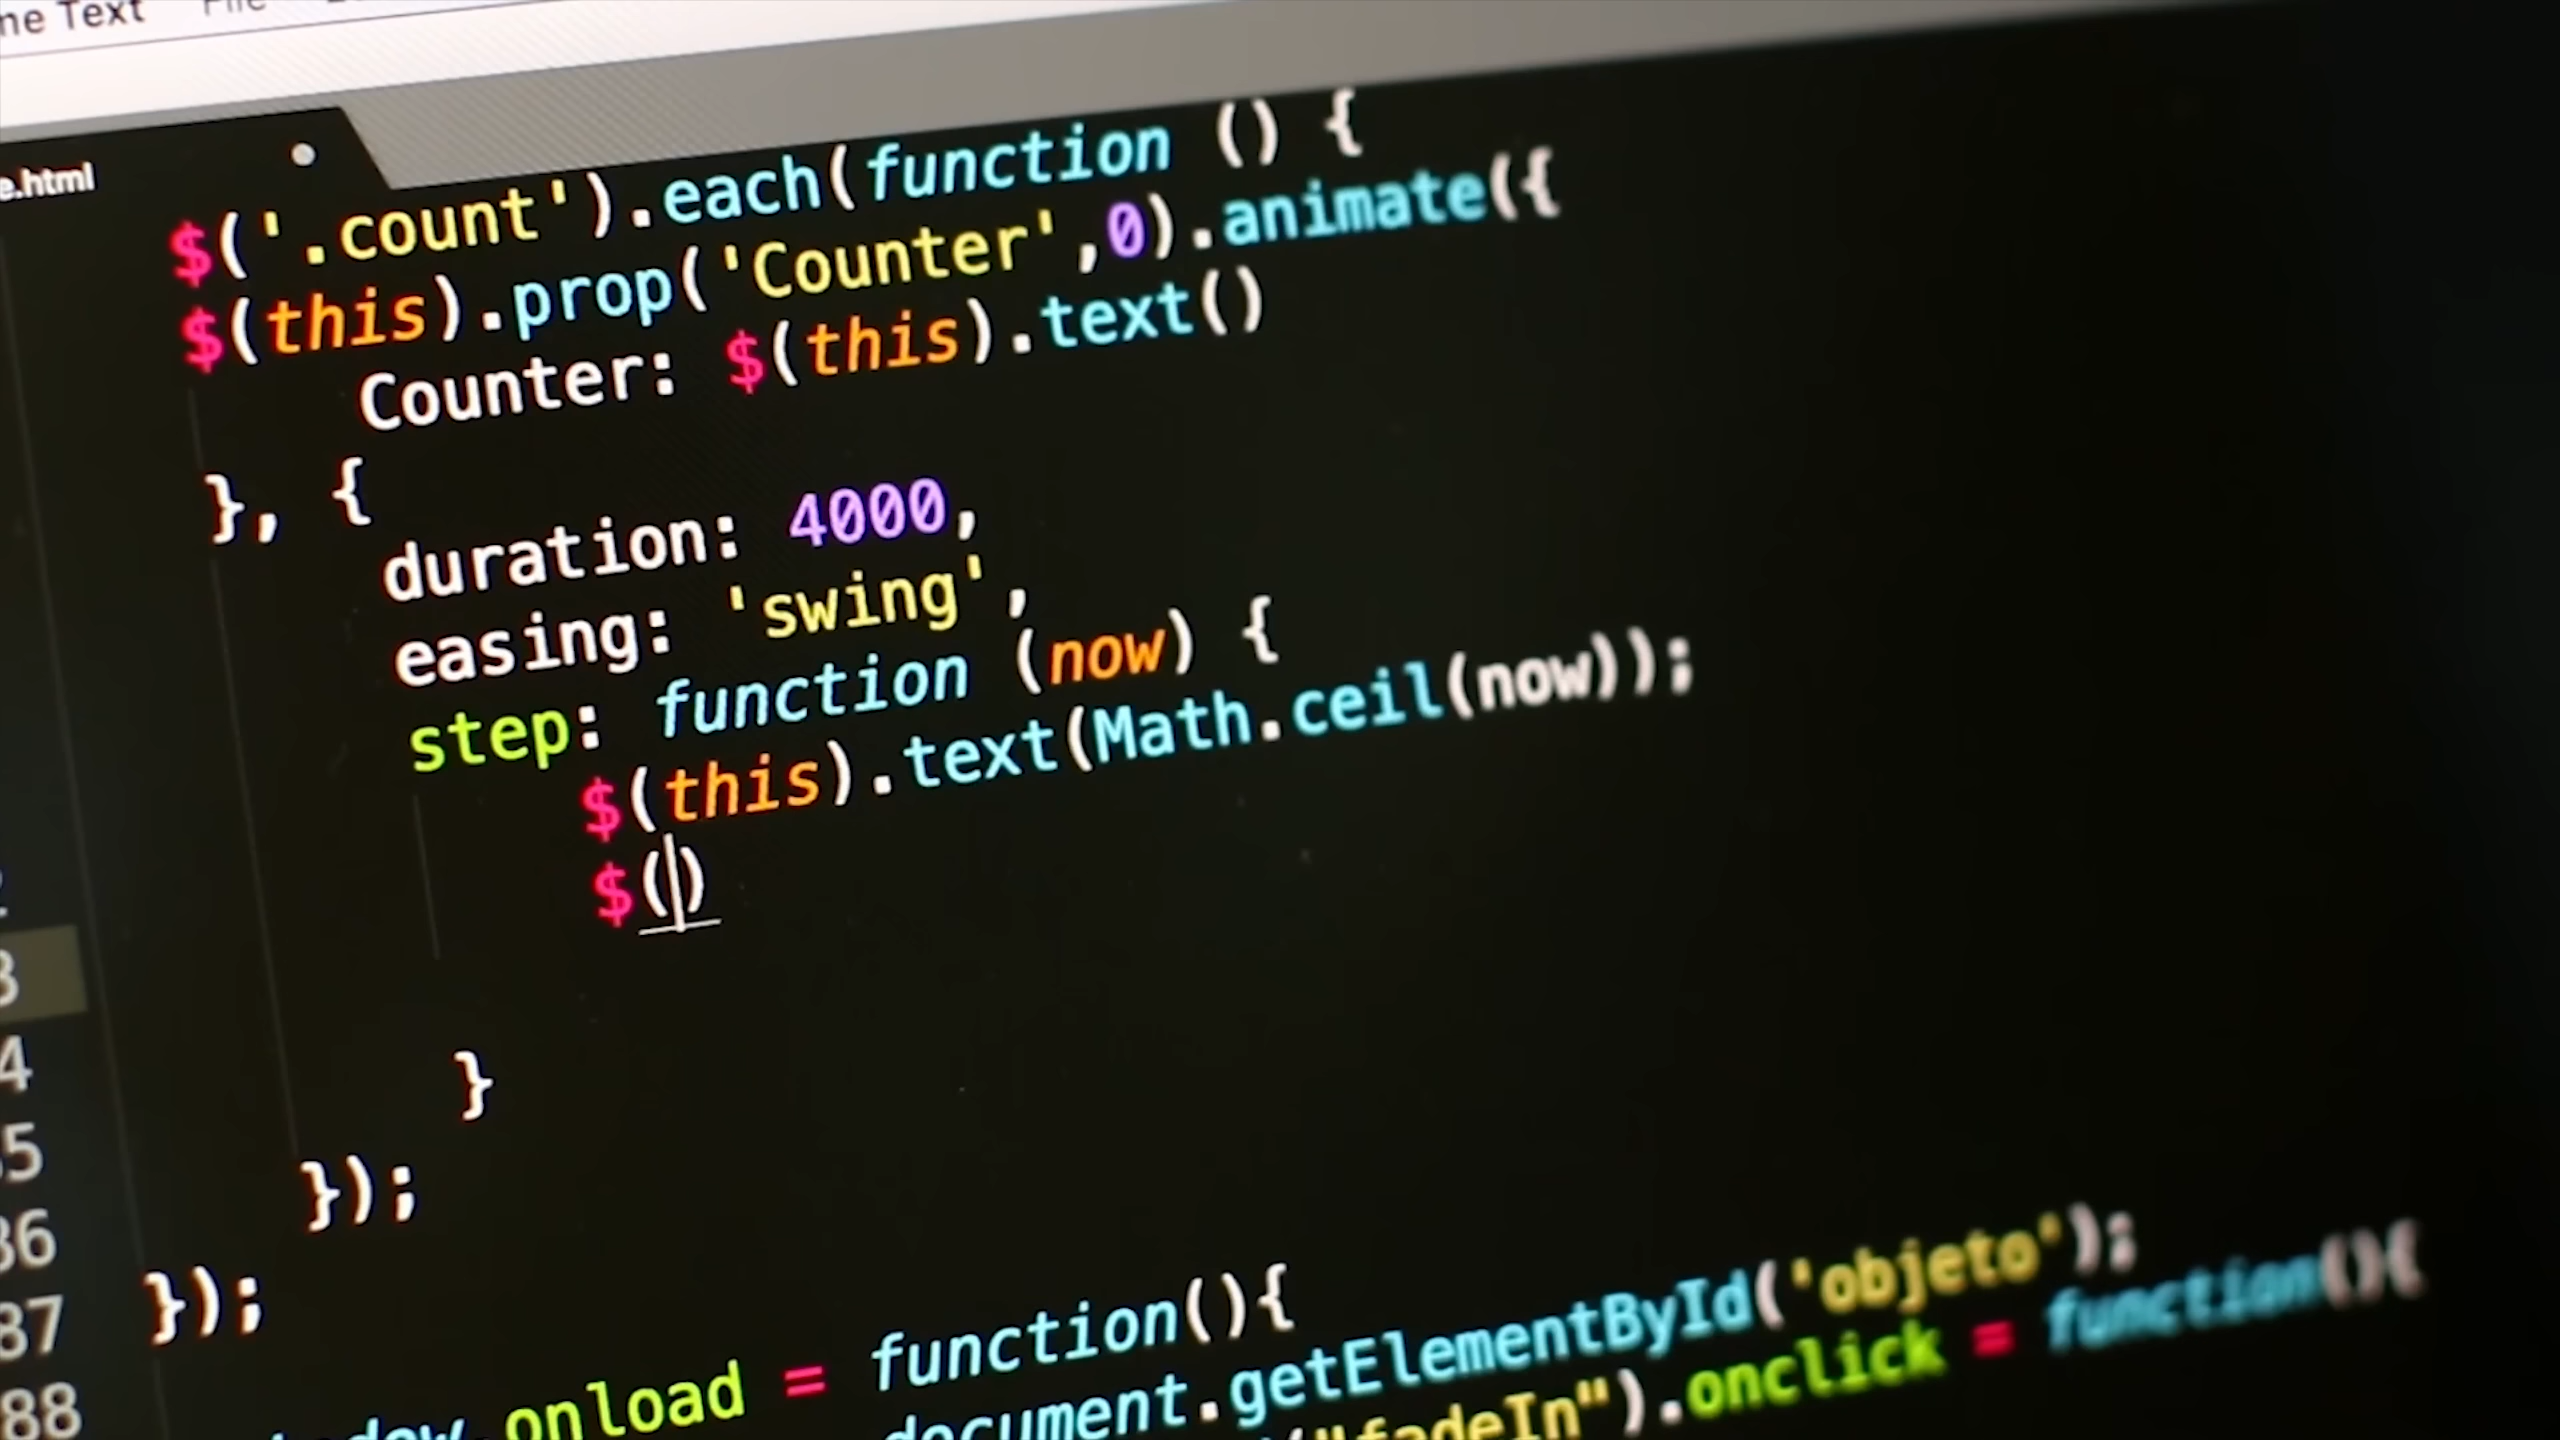 Text File
e.html
$('.count').each(function () {
$(this).prop('Counter',0).animate({
Counter: $(this).text()
}, {
duration: 4000,
easing: 'swing',
step: function (now) {
$(this).text(Math.ceil(now));
$()
}
});
});
onload = function(){
document.getElementById('objeto');
"fadeIn").onclick = function(){
3
4
5
86
87
88